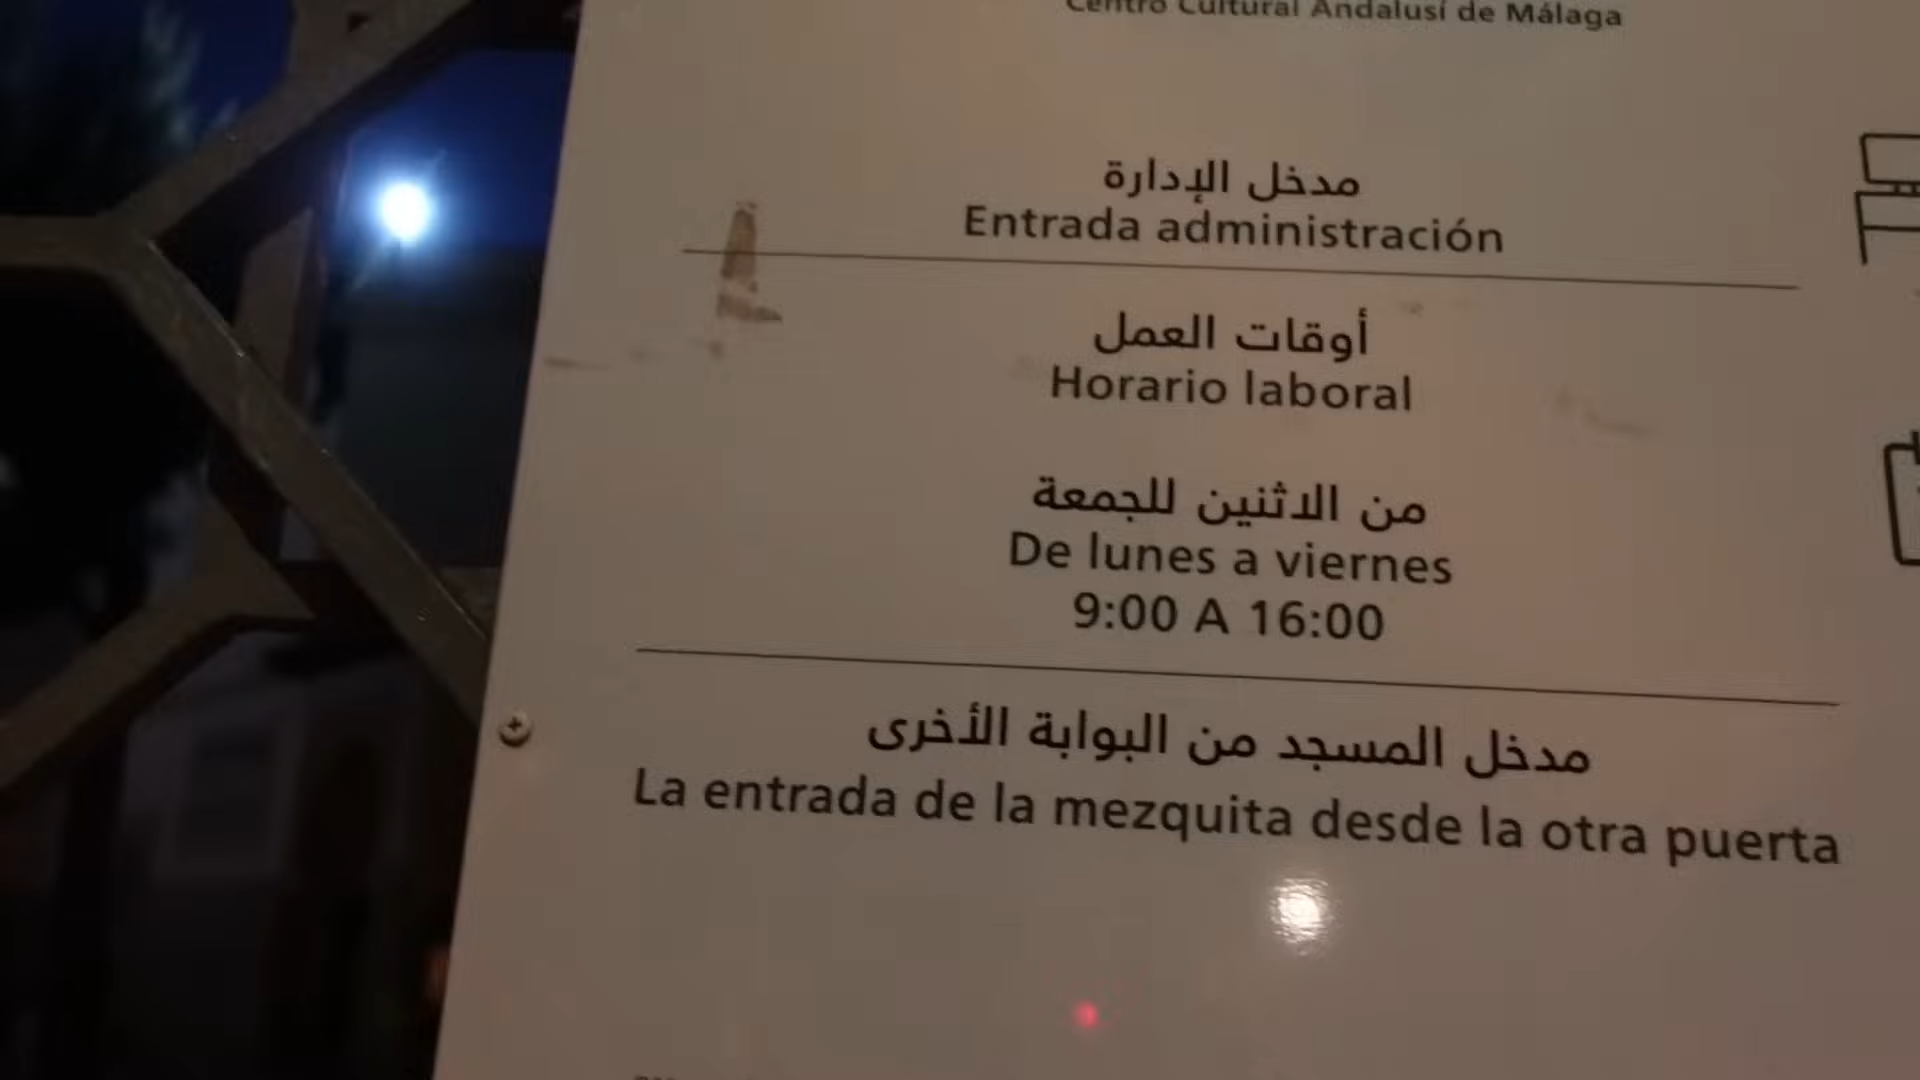 Centro Cultural Andalusí de Málaga
مدخل الإدارة
Entrada administración
أوقات العمل
Horario laboral
من الاثنين للجمعة
De lunes a viernes
9:00 A 16:00
مدخل المسجد من البوابة الأخرى
La entrada de la mezquita desde la otra puerta